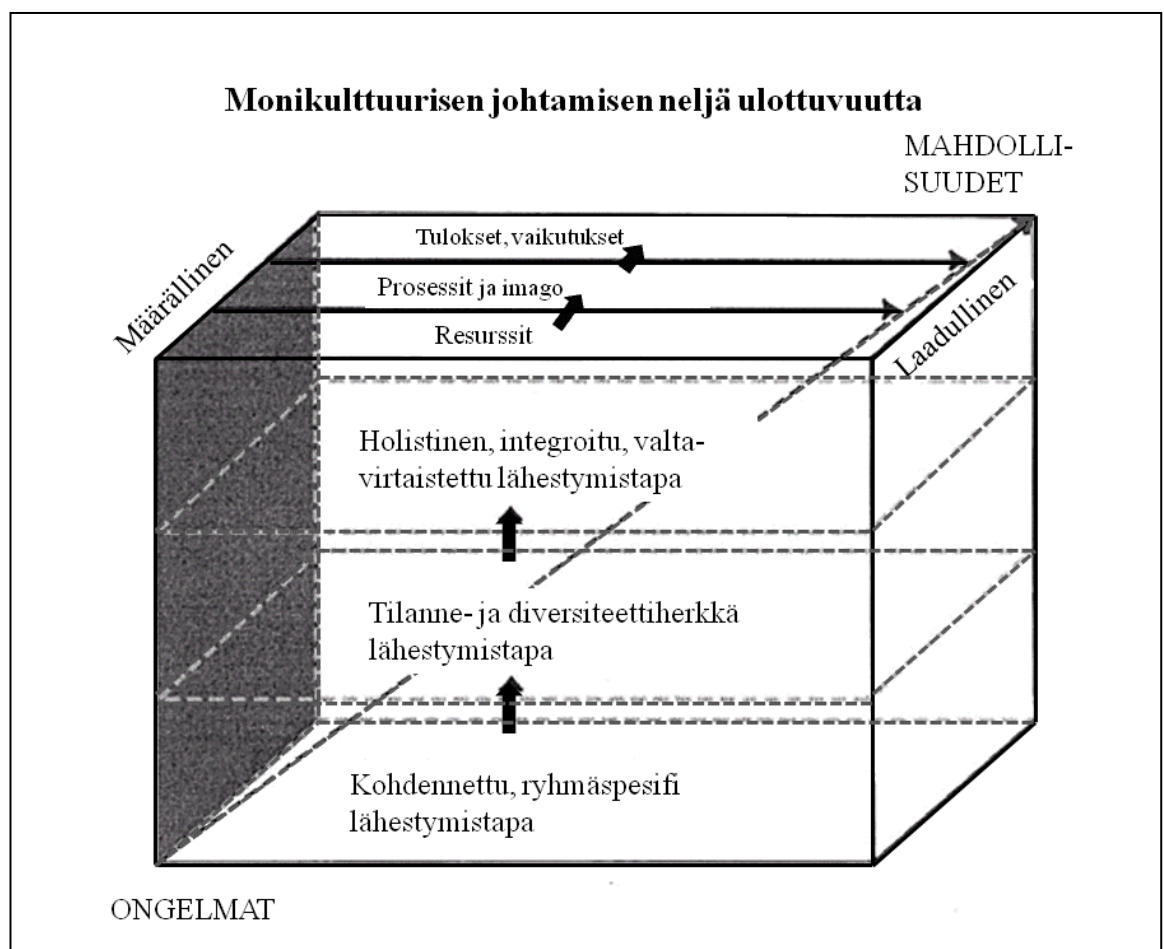 Monikulttuurisen johtamisen neljä ulottuvuutta
MAHDOLLI-
SUUDET
Määrällinen
Tulokset, vaikutukset
Prosessit ja imago
Resurssit
Laadullinen
Holistinen, integroitu, valta-
virtaistettu lähestymistapa
Tilanne- ja diversiteettiherkkä
lähestymistapa
Kohdennettu, ryhmäspesifi
lähestymistapa
ONGELMAT